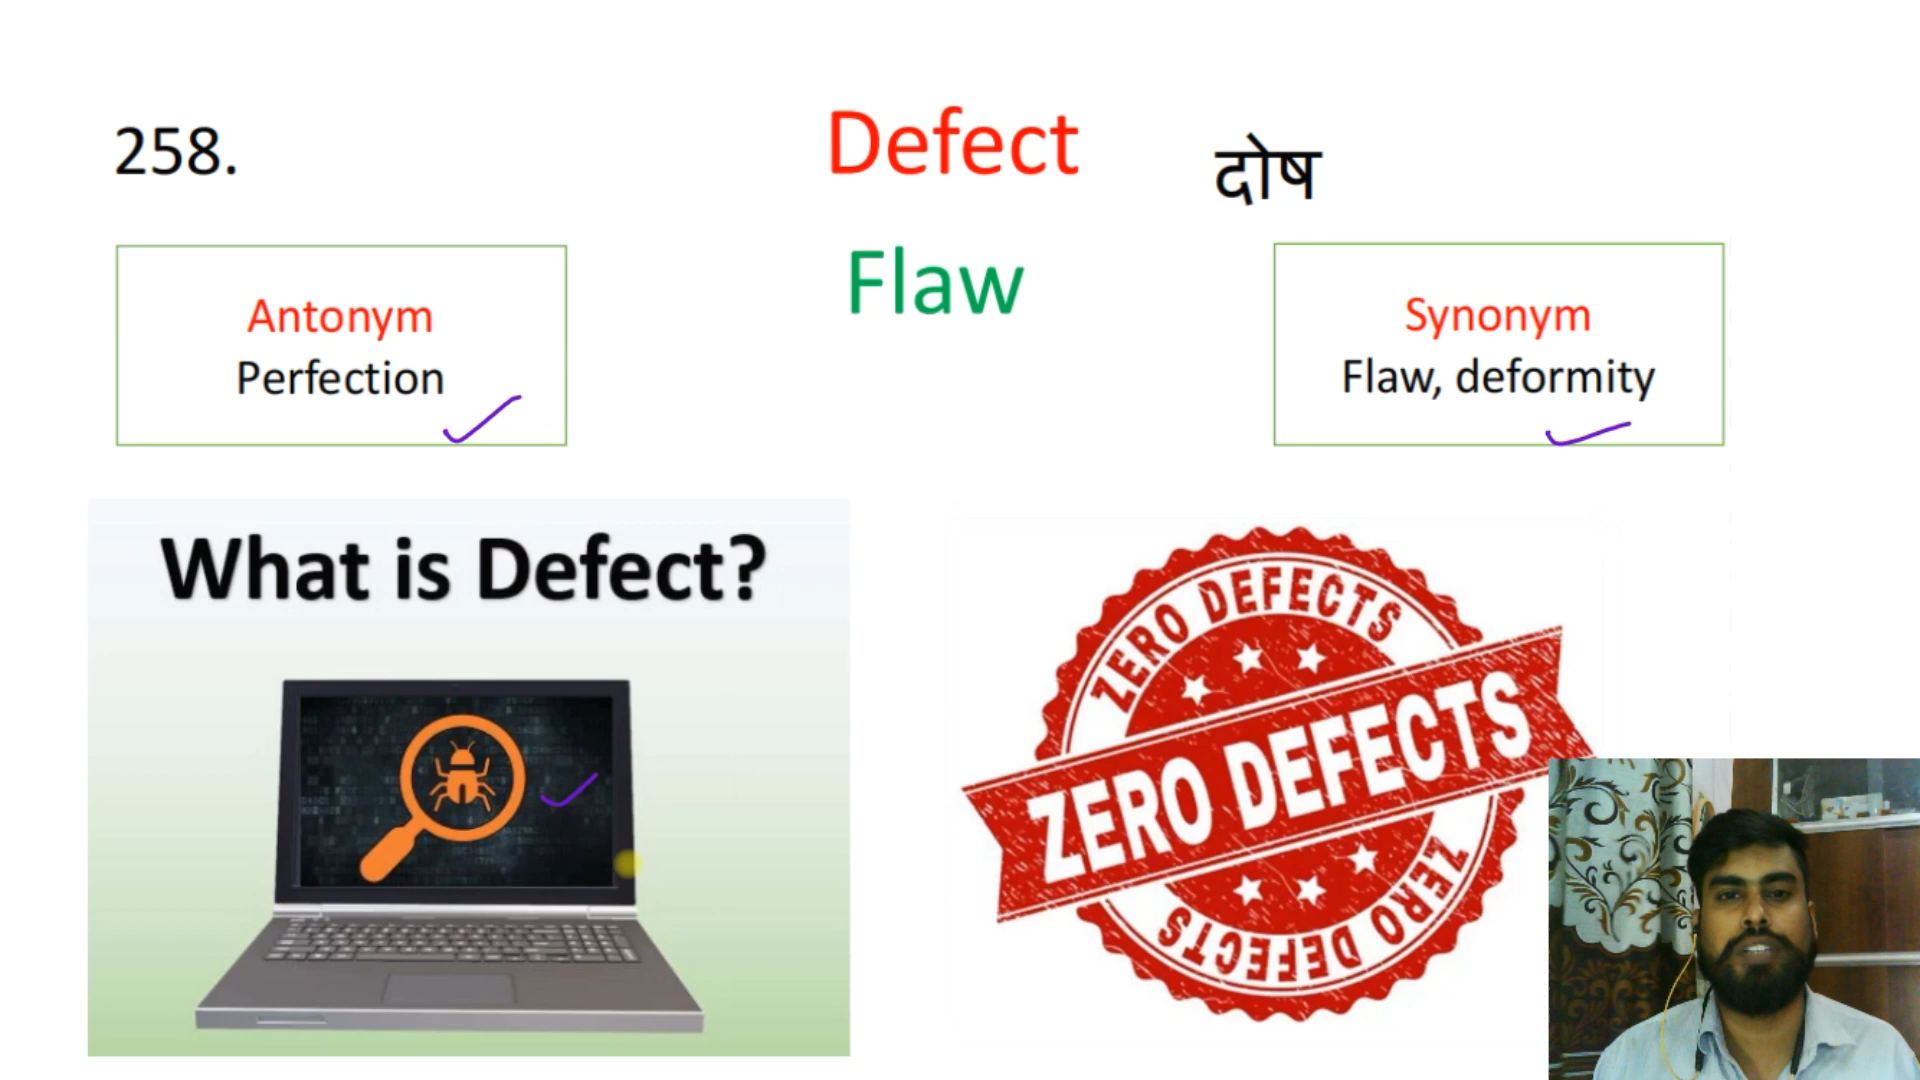 258.
Defect
दोष
Flaw
Antonym
Perfection
Synonym
Flaw, deformity
What is Defect?
ZERO DEFECTS
ZERO DEFECTS
ZERO DEFECTS